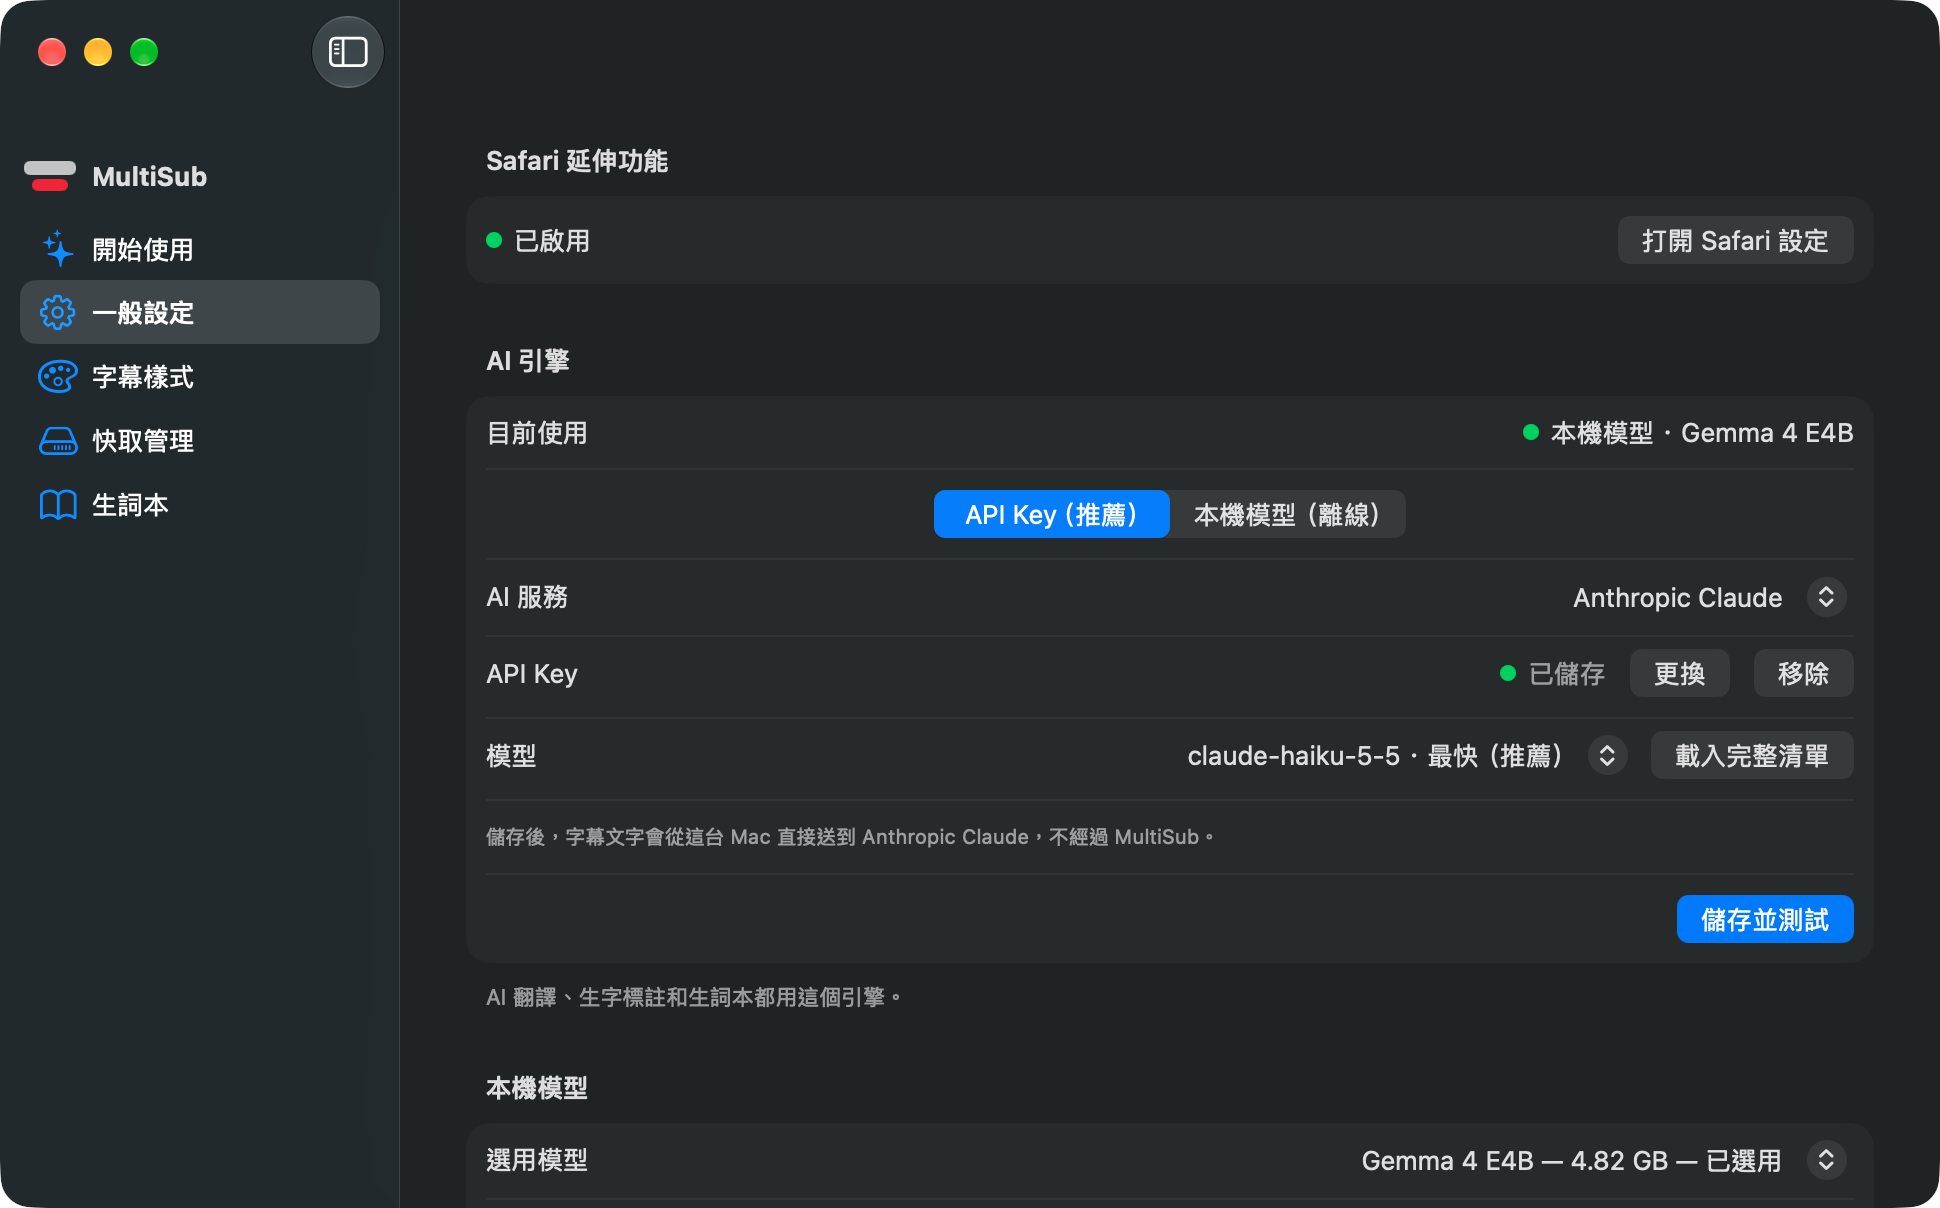 MultiSub
開始使用
一般設定
字幕樣式
快取管理
生詞本
Safari 延伸功能
已啟用
打開 Safari 設定
AI 引擎
目前使用
本機模型 · Gemma 4 E4B
API Key（推薦）
本機模型（離線）
AI 服務
Anthropic Claude
API Key
已儲存
更換
移除
模型
claude-haiku-5-5 · 最快（推薦）
載入完整清單
儲存後，字幕文字會從這台 Mac 直接送到 Anthropic Claude，不經過 MultiSub。
儲存並測試
AI 翻譯、生字標註和生詞本都用這個引擎。
本機模型
選用模型
Gemma 4 E4B — 4.82 GB — 已選用